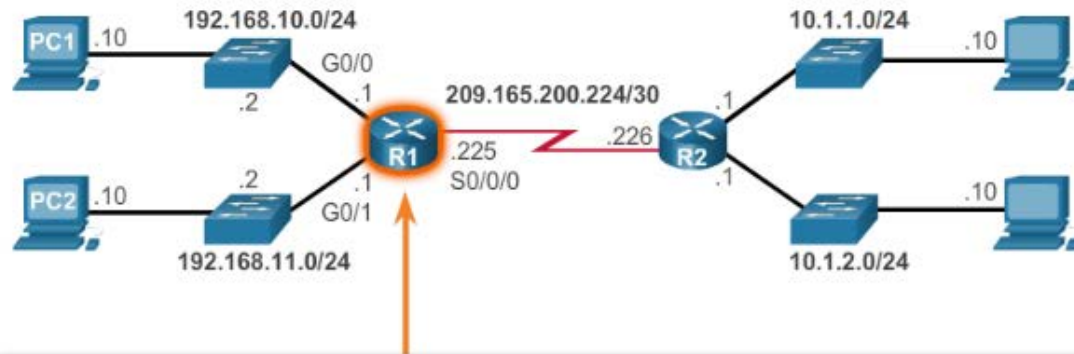 192.168.10.0/24
10.1.1.0/24
PC1
.10
G0/0
.10
.2
.1
209.165.200.224/30
.1
R1
.225
.226
R2
PC2
.10
.2
.1
S0/0/0
.1
.10
G0/1
192.168.11.0/24
10.1.2.0/24